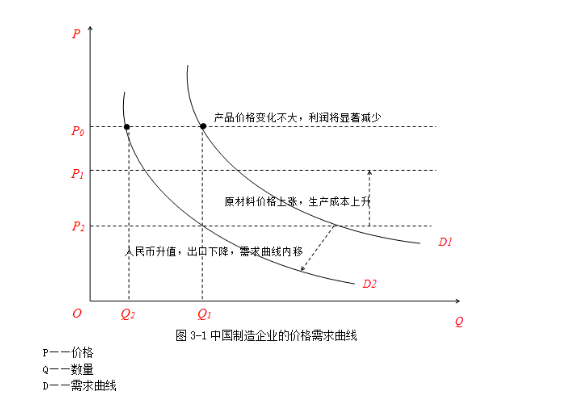 P
产品价格变化不大，利润将显著减少
P0
P1
原材料价格上涨，生产成本上升
P2
D1
人民币升值，出口下降，需求曲线内移
D2
O
Q2
Q1
Q
图 3-1 中国制造企业的价格需求曲线
P——价格
Q——数量
D——需求曲线